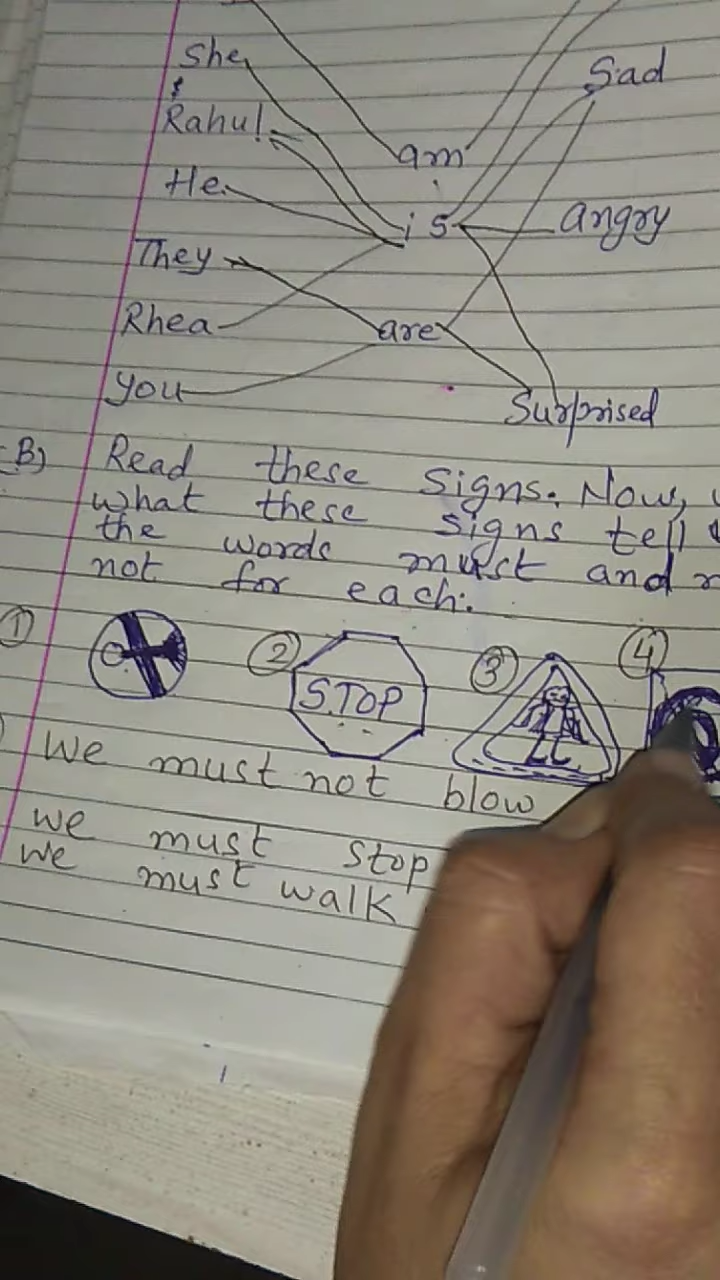 She
Rahul
He
They
Rhea
you
am
is
are
Sad
angry
Surprised
B) Read these signs. Now,
what these signs tell
the words must and
not for each:
1 2 STOP 3 4
We must not blow
we must stop
We must walk